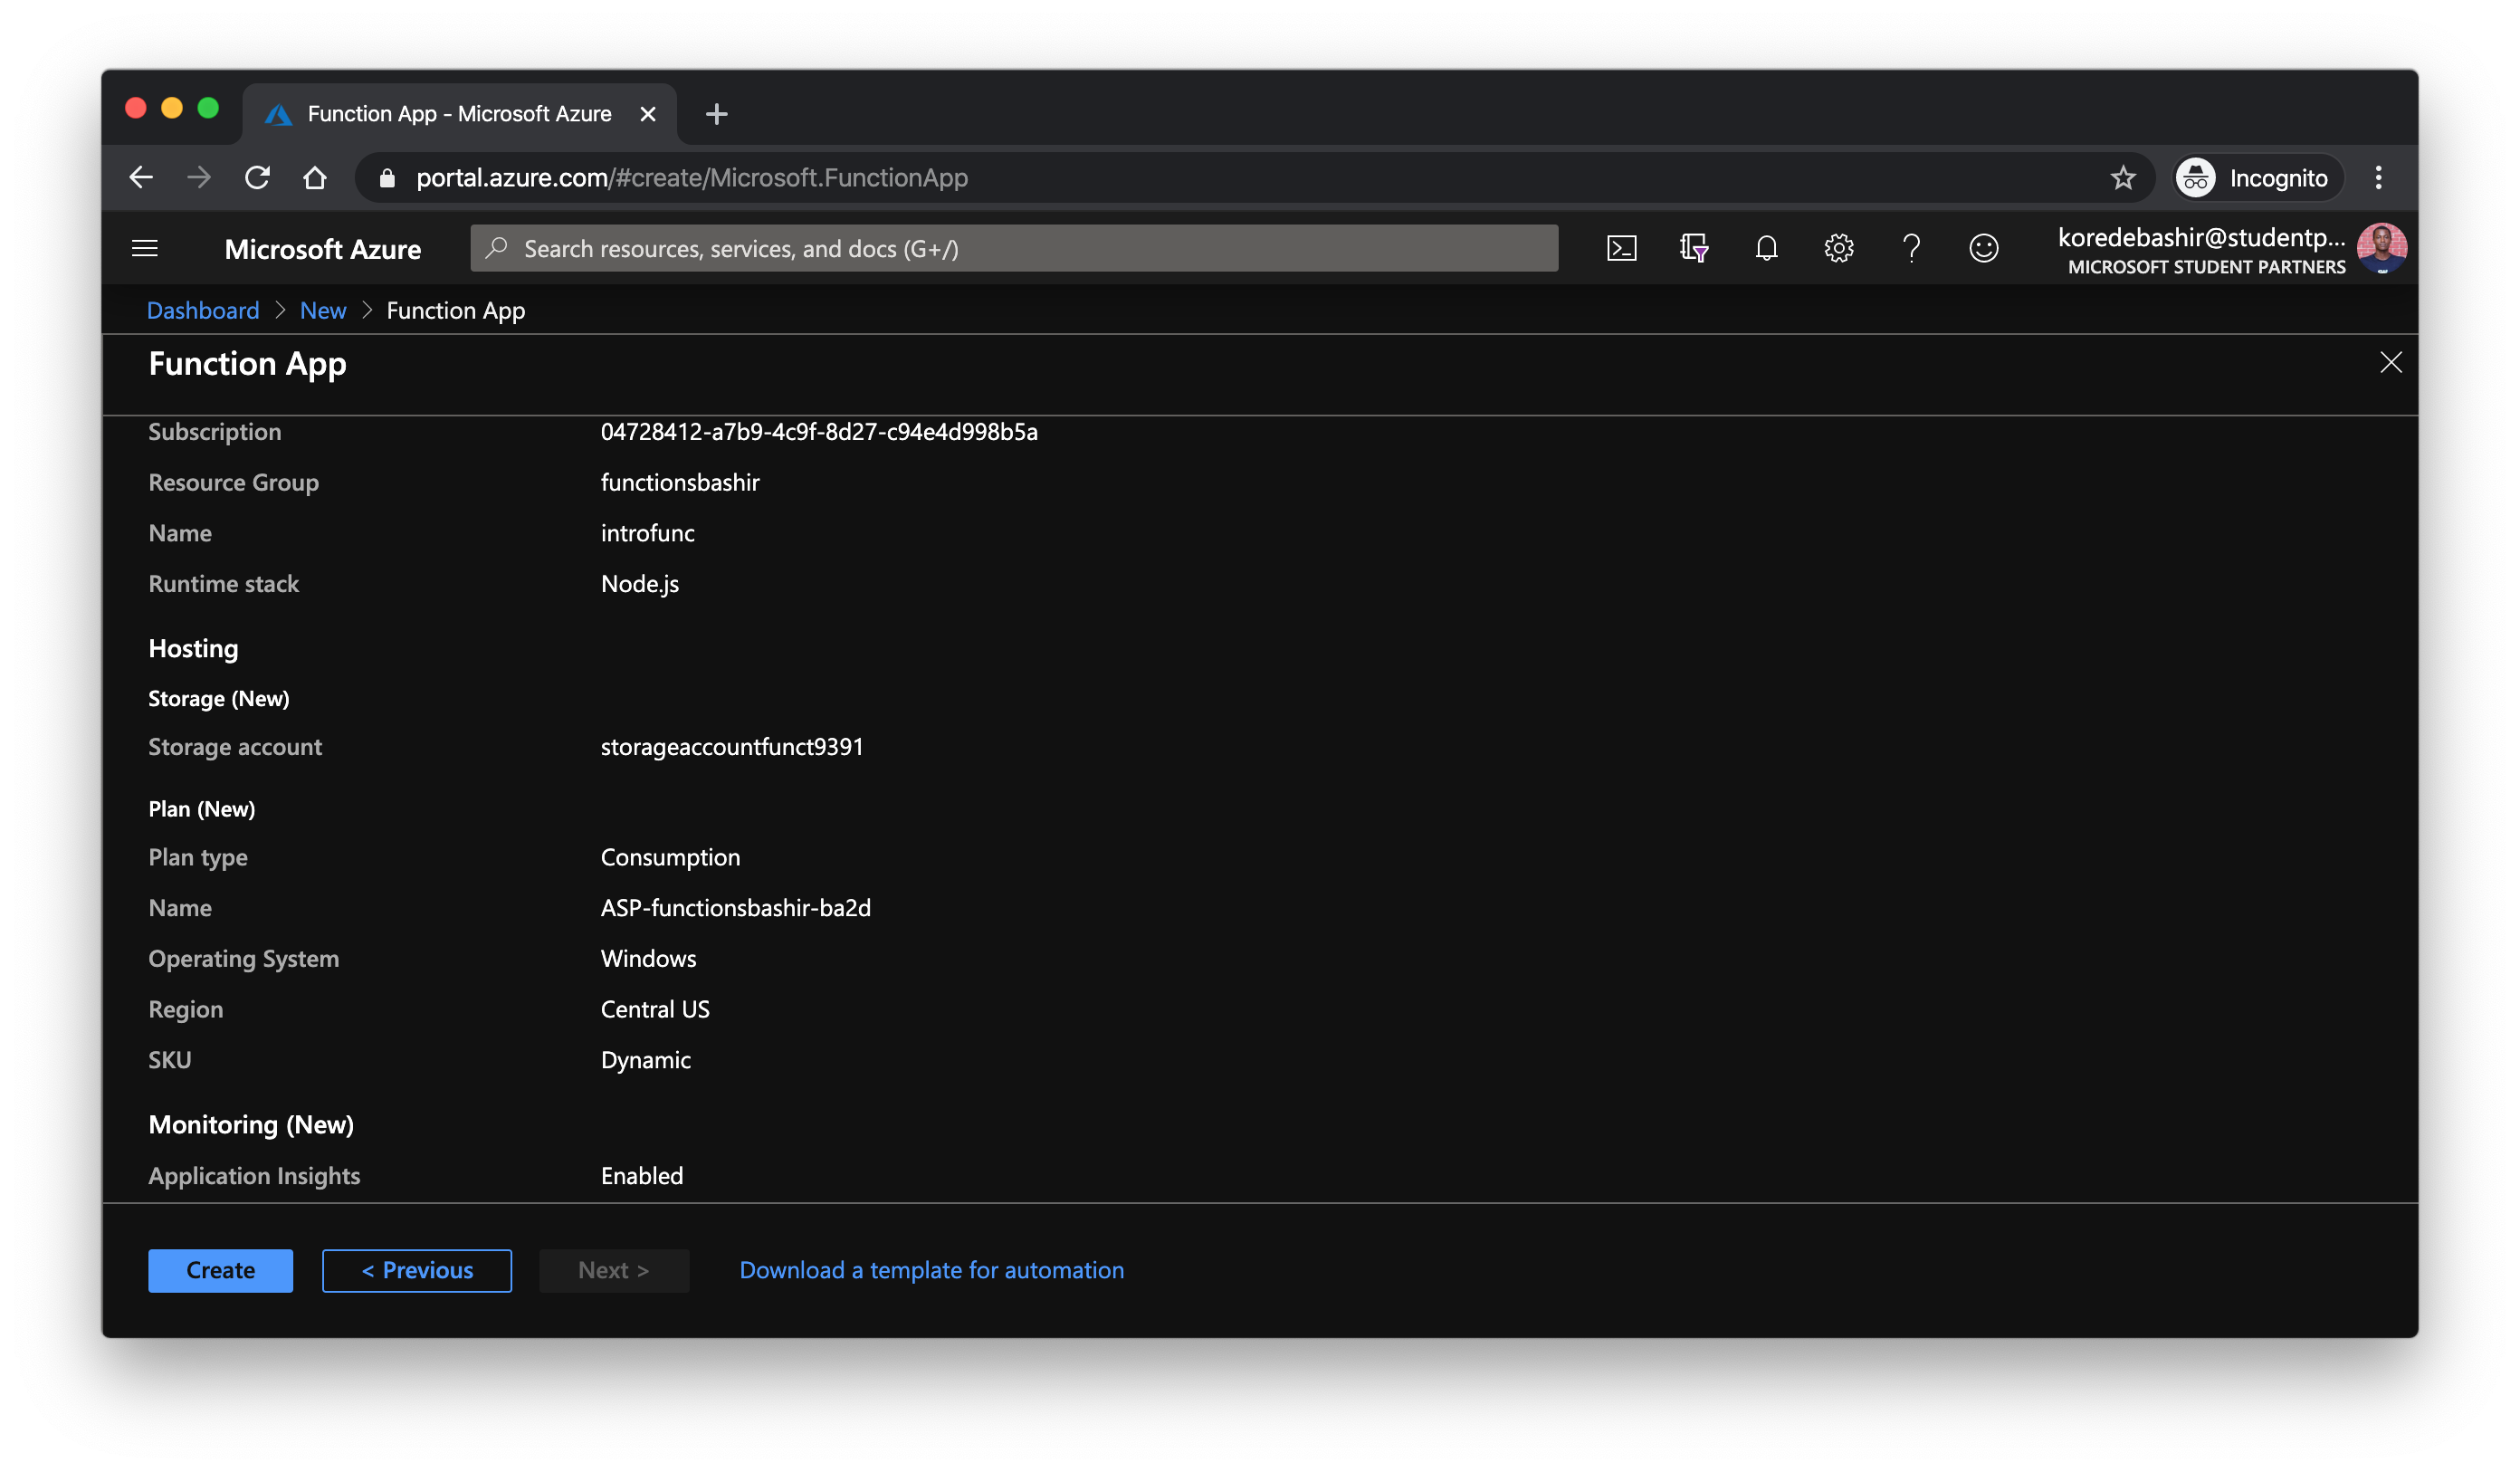 Function App - Microsoft Azure
portal.azure.com/#create/Microsoft.FunctionApp
Incognito
Microsoft Azure
Search resources, services, and docs (G+/)
koredebashir@studentp...
MICROSOFT STUDENT PARTNERS
Dashboard > New > Function App
Function App
Subscription 04728412-a7b9-4c9f-8d27-c94e4d998b5a
Resource Group functionsbashir
Name introfunc
Runtime stack Node.js
Hosting
Storage (New)
Storage account storageaccountfunct9391
Plan (New)
Plan type Consumption
Name ASP-functionsbashir-ba2d
Operating System Windows
Region Central US
SKU Dynamic
Monitoring (New)
Application Insights Enabled
Create < Previous Next > Download a template for automation